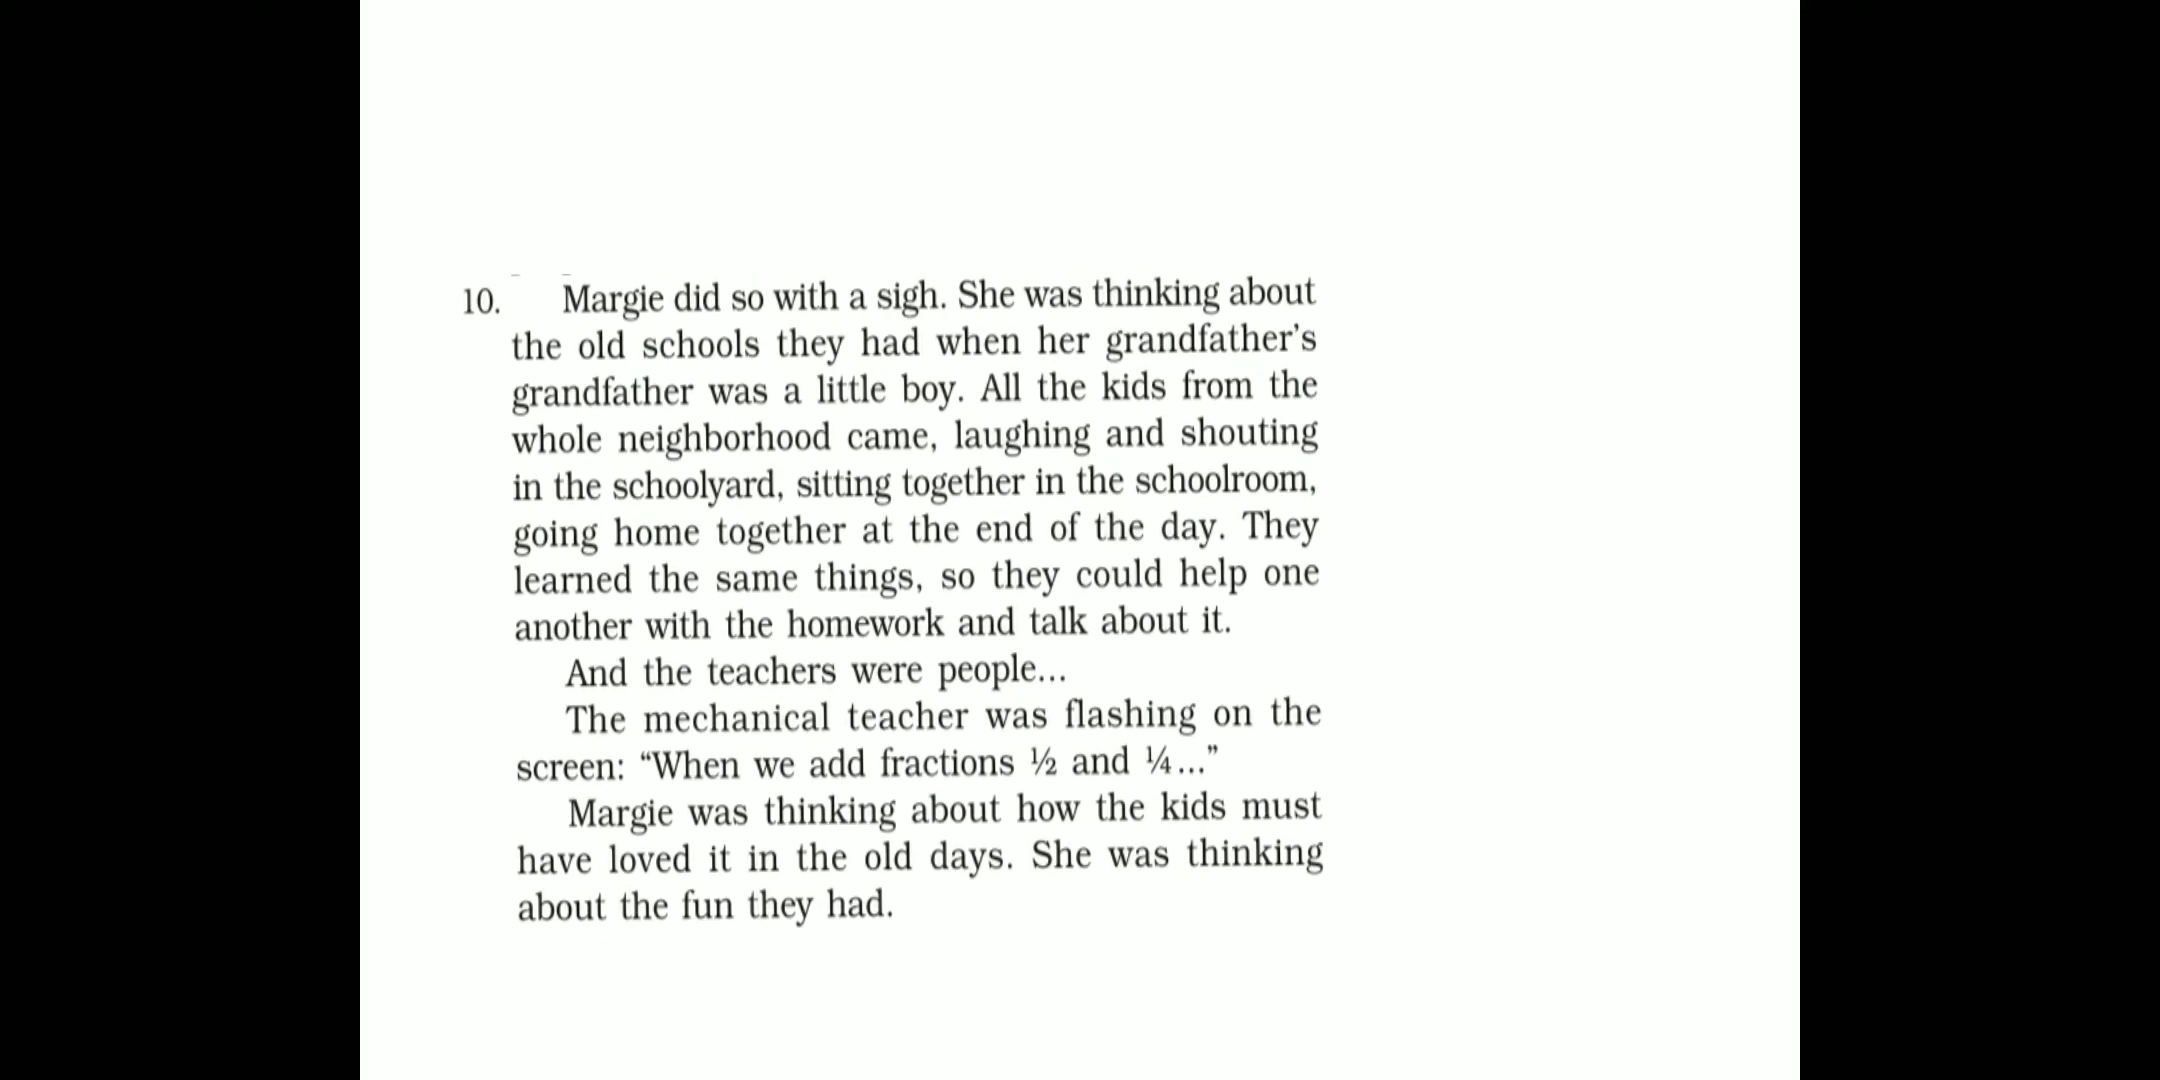 10. Margie did so with a sigh. She was thinking about
the old schools they had when her grandfather’s
grandfather was a little boy. All the kids from the
whole neighborhood came, laughing and shouting
in the schoolyard, sitting together in the schoolroom,
going home together at the end of the day. They
learned the same things, so they could help one
another with the homework and talk about it.
And the teachers were people...
The mechanical teacher was flashing on the
screen: “When we add fractions ½ and ¼...”
Margie was thinking about how the kids must
have loved it in the old days. She was thinking
about the fun they had.